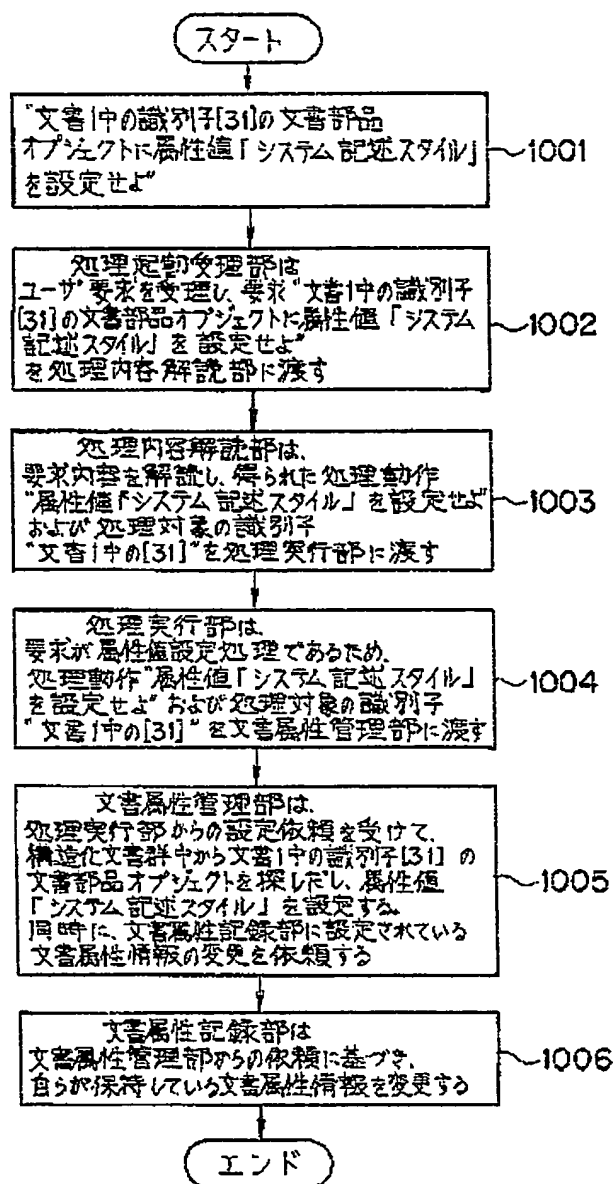 スタート
"文書1中の識別子[31]の文書部品
オブジェクトに属性値「システム記述スタイル」
を設定せよ"
1001
処理起動受理部は
ユーザ要求を受理し、要求"文書1中の識別子
[31]の文書部品オブジェクトに属性値「システム
記述スタイル」を設定せよ"
を処理内容解読部に渡す
1002
処理内容解読部は、
要求内容を解読し、得られた処理動作
"属性値「システム記述スタイル」を設定せよ"
および処理対象の識別子
"文書1中の[31]"を処理実行部に渡す
1003
処理実行部は、
要求が属性値設定処理であるため、
処理動作"属性値「システム記述スタイル」
を設定せよ"および処理対象の識別子
"文書1中の[31]"を文書属性管理部に渡す
1004
文書属性管理部は、
処理実行部からの設定依頼を受けて、
構造化文書群中から文書1中の識別子[31]の
文書部品オブジェクトを探しだし、属性値
「システム記述スタイル」を設定する。
同時に、文書属性記録部に設定されている
文書属性情報の変更を依頼する
1005
文書属性記録部は
文書属性管理部からの依頼に基づき、
自らが保持している文書属性情報を変更する
1006
エンド